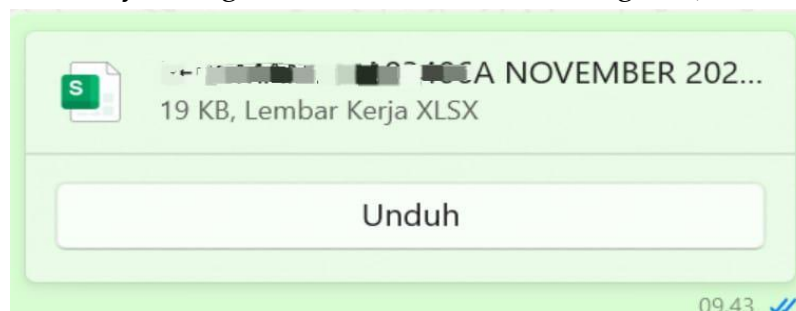 A NOVEMBER 202...
S
19 KB, Lembar Kerja XLSX
Unduh
09.43